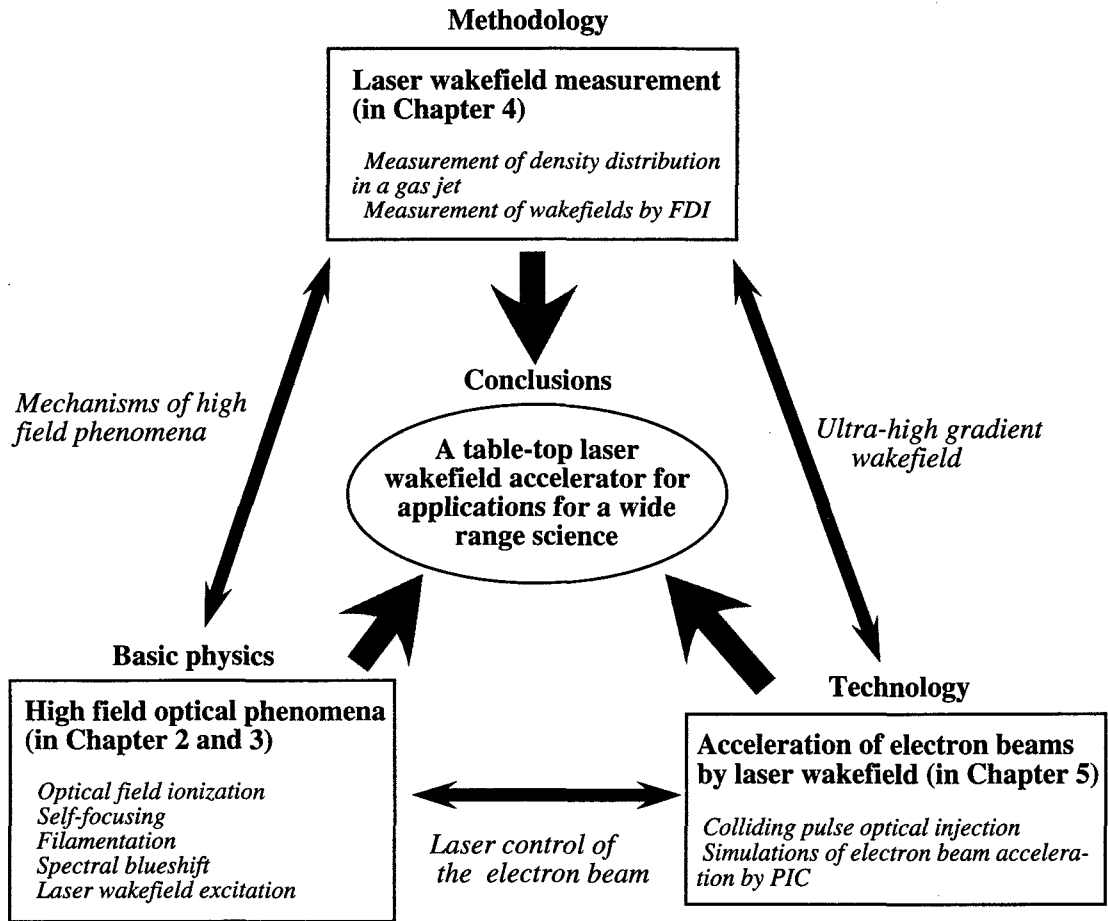 Methodology
Laser wakefield measurement
(in Chapter 4)
Measurement of density distribution
in a gas jet
Measurement of wakefields by FDI
Mechanisms of high
field phenomena
Ultra-high gradient
wakefield
Conclusions
A table-top laser
wakefield accelerator for
applications for a wide
range science
Basic physics
High field optical phenomena
(in Chapter 2 and 3)
Optical field ionization
Self-focusing
Filamentation
Spectral blueshift
Laser wakefield excitation
Laser control of
the electron beam
Technology
Acceleration of electron beams
by laser wakefield (in Chapter 5)
Colliding pulse optical injection
Simulations of electron beam accelera-
tion by PIC